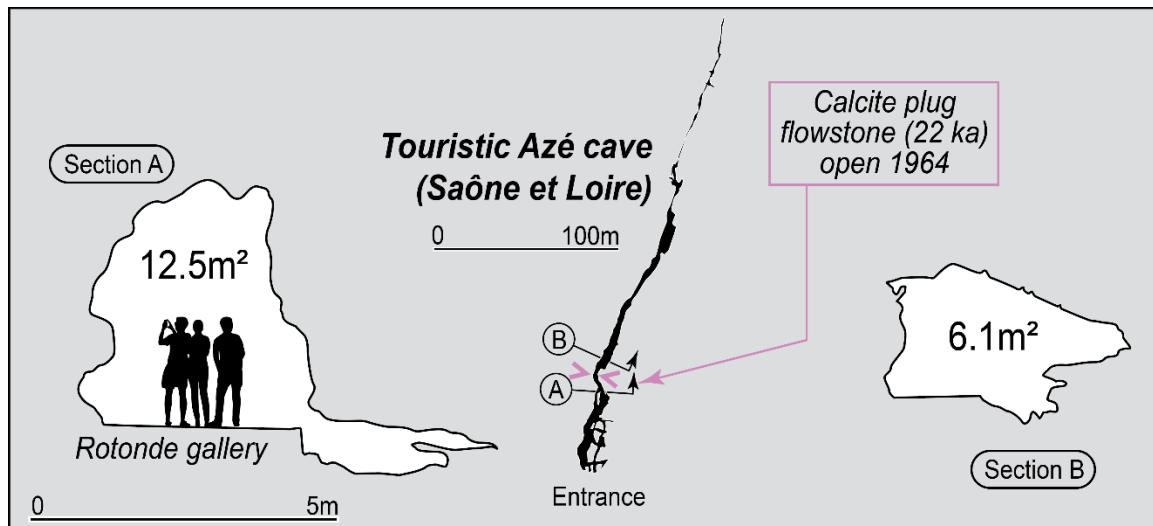 Section A
12.5m²
Rotonde gallery
0 5m
Touristic Azé cave
(Saône et Loire)
0 100m
B
A
Entrance
Calcite plug
flowstone (22 ka)
open 1964
6.1m²
Section B